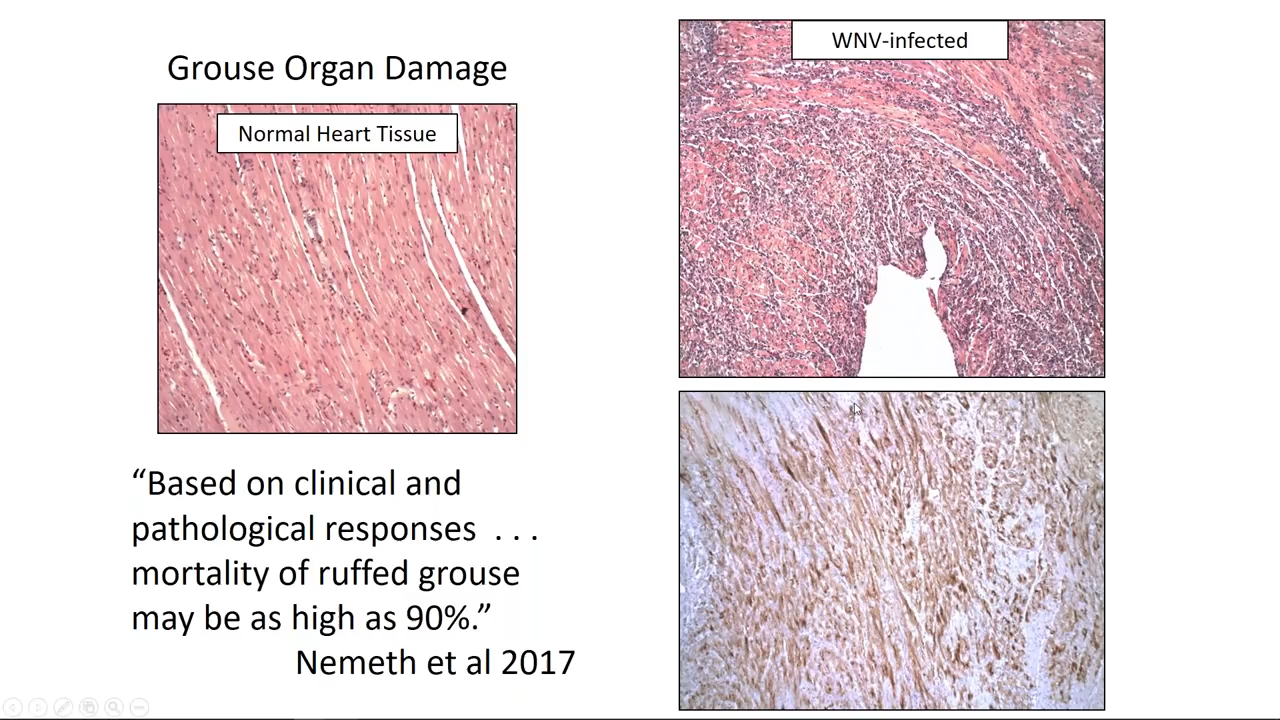 Grouse Organ Damage
Normal Heart Tissue
“Based on clinical and
pathological responses . . .
mortality of ruffed grouse
may be as high as 90%.”
Nemeth et al 2017
WNV-infected